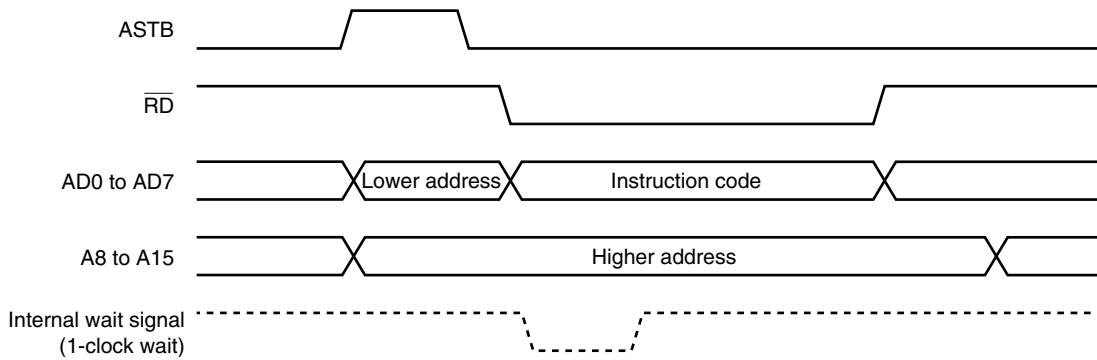 ASTB
RD
AD0 to AD7
Lower address
Instruction code
A8 to A15
Higher address
Internal wait signal
(1-clock wait)